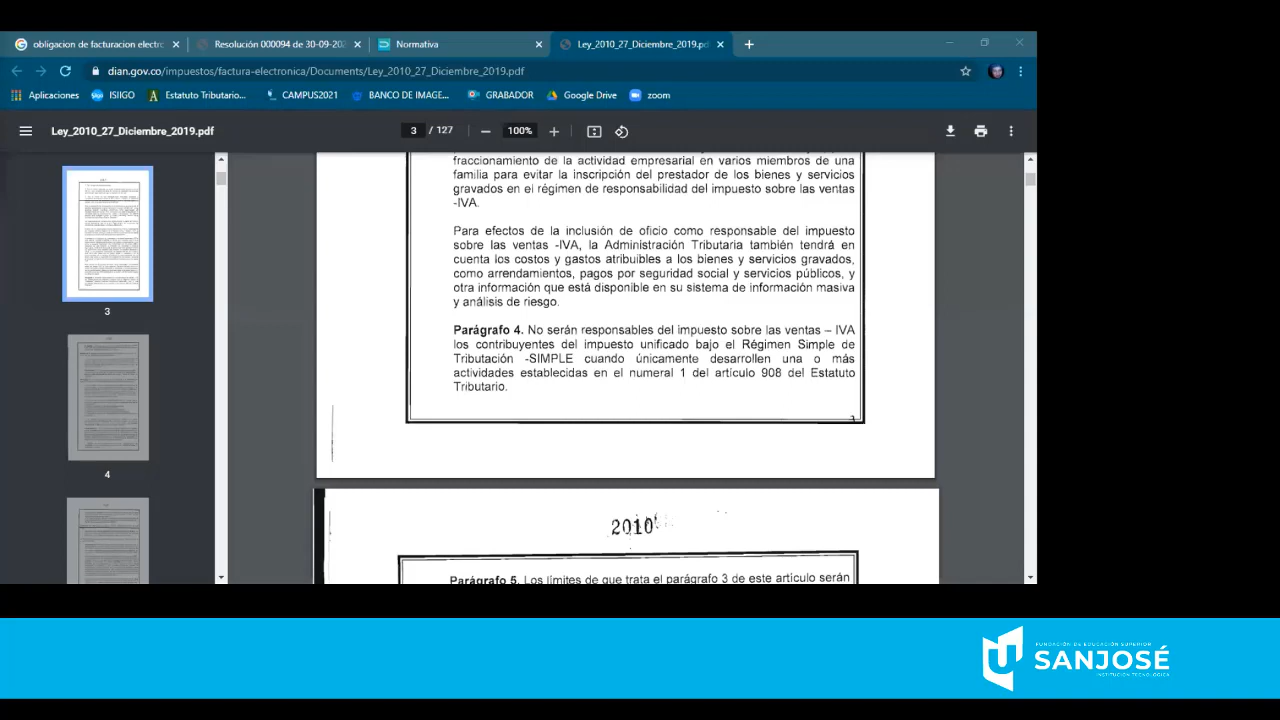 obligacion de facturacion electro
Resolución 000094 de 30-09-202
Normativa
Ley_2010_27_Diciembre_2019.pd
dian.gov.co/impuestos/factura-electronica/Documents/Ley_2010_27_Diciembre_2019.pdf
Aplicaciones
SIIGO
Estatuto Tributario...
CAMPUS2021
BANCO DE IMAGE...
GRABADOR
Google Drive
zoom
Ley_2010_27_Diciembre_2019.pdf
3 / 127
100%
3
4
fraccionamiento de la actividad empresarial en varios miembros de una
familia para evitar la inscripción del prestador de los bienes y servicios
gravados en el régimen de responsabilidad del impuesto sobre las ventas
-IVA.
Para efectos de la inclusión de oficio como responsable del impuesto
sobre las ventas -IVA, la Administración Tributaria también tendrá en
cuenta los costos y gastos atribuibles a los bienes y servicios gravados,
como arrendamientos, pagos por seguridad social y servicios públicos, y
otra información que está disponible en su sistema de información masiva
y análisis de riesgo.
Parágrafo 4. No serán responsables del impuesto sobre las ventas – IVA
los contribuyentes del impuesto unificado bajo el Régimen Simple de
Tributación -SIMPLE cuando únicamente desarrollen una o más
actividades establecidas en el numeral 1 del artículo 908 del Estatuto
Tributario.
2010
Parágrafo 5. Los límites de que trata el parágrafo 3 de este artículo serán
FUNDACIÓN DE EDUCACIÓN SUPERIOR
SANJOSÉ
INSTITUCIÓN TECNOLÓGICA